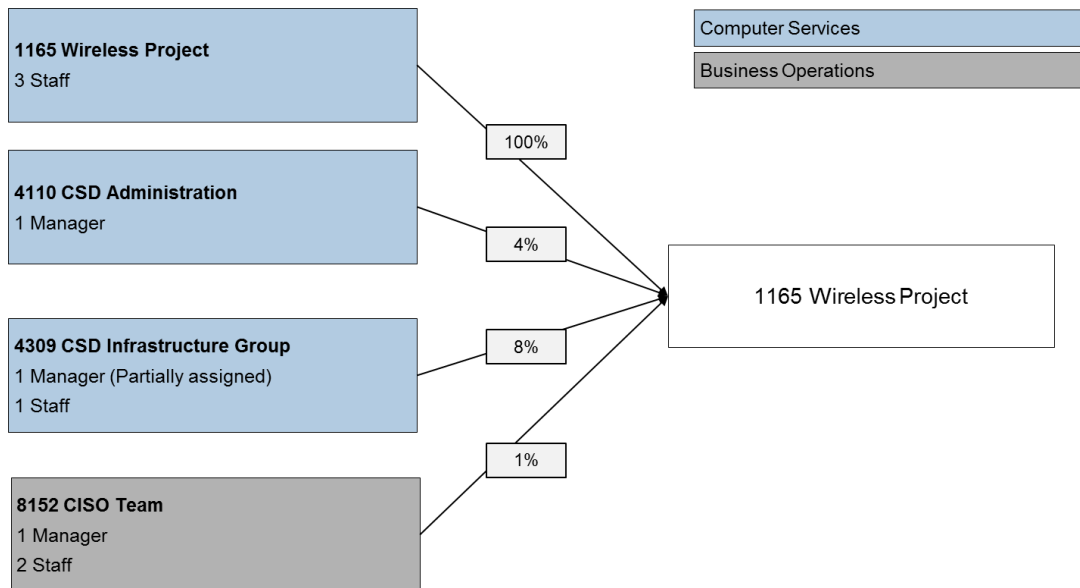 1165 Wireless Project
3 Staff
4110 CSD Administration
1 Manager
4309 CSD Infrastructure Group
1 Manager (Partially assigned)
1 Staff
8152 CISO Team
1 Manager
2 Staff
100%
4%
8%
1%
Computer Services
Business Operations
1165 Wireless Project